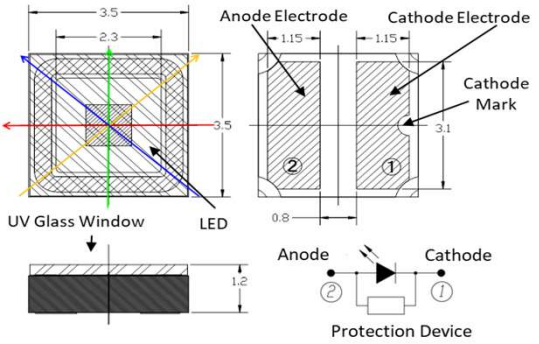 3.5
2.3
3.5
UV Glass Window
LED
Anode Electrode
Cathode Electrode
1.15
1.15
Cathode
Mark
3.1
②
①
0.8
1.2
Anode
Cathode
②
①
Protection Device